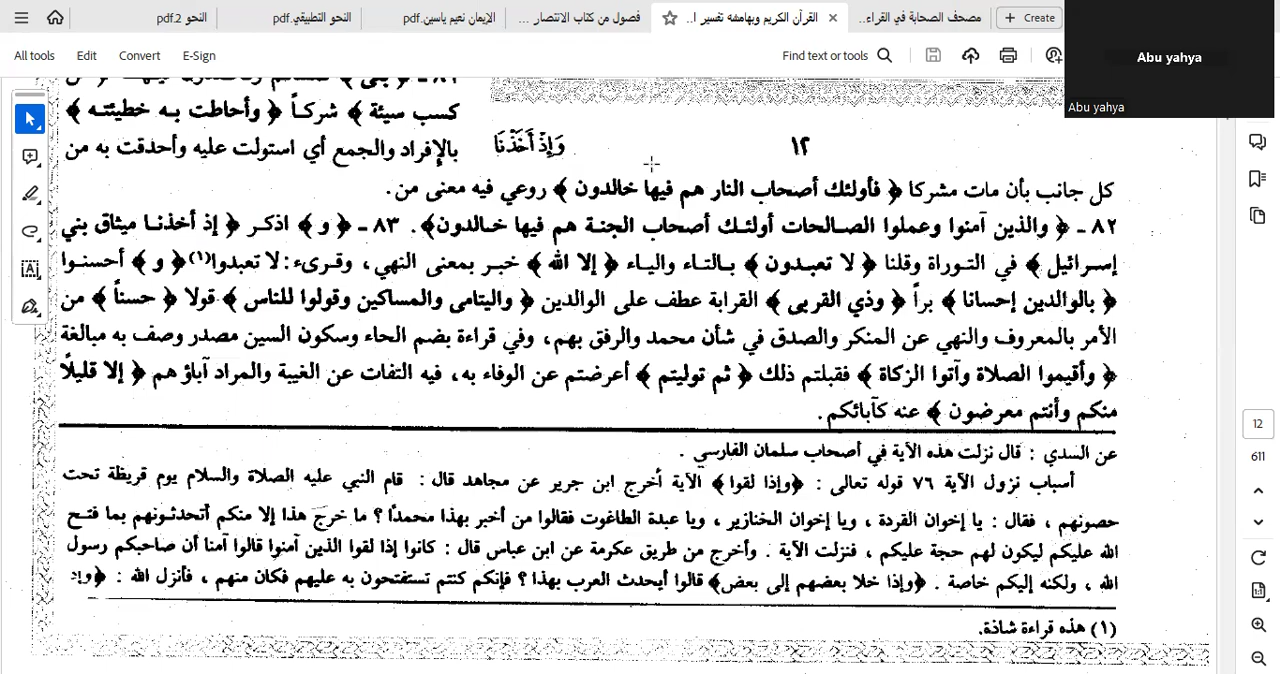 القرآن الكريم وبهامشه تفسير ا...
مصحف الصحابة في القراء...
فصول من كتاب الانتصار ...
الإيمان نعيم ياسين.pdf
النحو التطبيقي.pdf
النحو 2.pdf
Create
Abu yahya
Abu yahya
All tools
Edit
Convert
E-Sign
Find text or tools
كسب سيئة ﴾ شركاً ﴿ وأحاطت به خطيئته ﴾
بالإفراد والجمع أي استولت عليه وأحدقت به من
وَإِذْ أَخَذْنَا
١٢
كل جانب بأن مات مشركا ﴿ فأولئك أصحاب النار هم فيها خالدون ﴾ روعي فيه معنى من.
٨٢ - ﴿ والذين آمنوا وعملوا الصالحات أولئك أصحاب الجنة هم فيها خالدون﴾. ٨٣ - ﴿ و ﴾ اذكر ﴿ إذ أخذنا ميثاق بني
إسرائيل ﴾ في التوراة وقلنا ﴿ لا تعبدون ﴾ بالتاء والياء ﴿ إلا الله ﴾ خبر بمعنى النهي، وقرىء: لا تعبدوا(١) ﴿ و ﴾ أحسنوا
﴿ بالوالدين إحسانا ﴾ براً ﴿ وذي القربى ﴾ القرابة عطف على الوالدين ﴿ واليتامى والمساكين وقولوا للناس ﴾ قولا ﴿ حسناً ﴾ من
الأمر بالمعروف والنهي عن المنكر والصدق في شأن محمد والرفق بهم، وفي قراءة بضم الحاء وسكون السين مصدر وصف به مبالغة
﴿ وأقيموا الصلاة وآتوا الزكاة ﴾ فقبلتم ذلك ﴿ ثم توليتم ﴾ أعرضتم عن الوفاء به، فيه التفات عن الغيبة والمراد آباؤ هم ﴿ إلا قليلاً
منكم وأنتم معرضون ﴾ عنه كآبائكم.
عن السدي : قال نزلت هذه الآية في أصحاب سلمان الفارسي .
أسباب نزول الآية ٧٦ قوله تعالى : ﴿وإذا لقوا﴾ الآية أخرج ابن جرير عن مجاهد قال : قام النبي عليه الصلاة والسلام يوم قريظة تحت
حصونهم ، فقال : يا إخوان القردة ، ويا إخوان الخنازير ، ويا عبدة الطاغوت فقالوا من أخبر بهذا محمدًا ؟ ما خرج هذا إلا منكم أتحدثونهم بما فتح
الله عليكم ليكون لهم حجة عليكم ، فنزلت الآية . وأخرج من طريق عكرمة عن ابن عباس قال : كانوا إذا لقوا الذين آمنوا قالوا آمنا أن صاحبكم رسول
الله ، ولكنه إليكم خاصة . ﴿وإذا خلا بعضهم إلى بعض﴾ قالوا أيحدث العرب بهذا ؟ فإنكم كنتم تستفتحون به عليهم فكان منهم ، فأنزل الله : ﴿وإذ
(١) هذه قراءة شاذة.
12
611